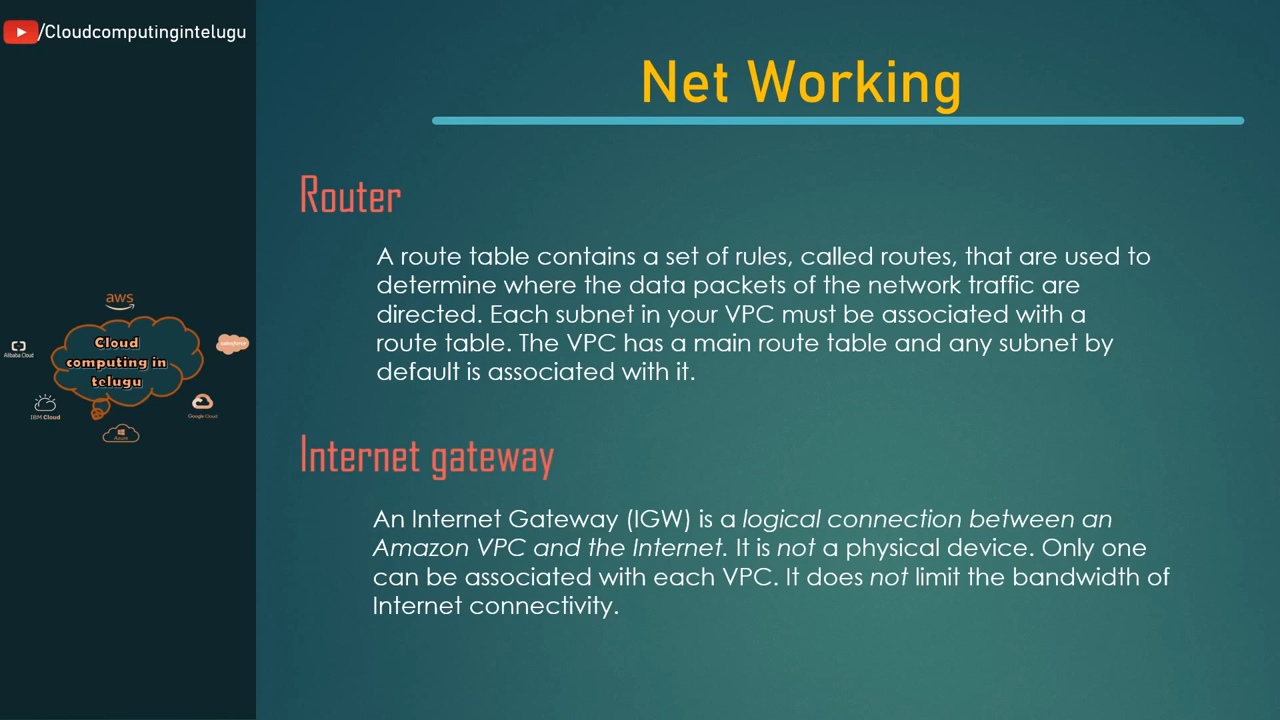 /Cloudcomputingintelugu
Net Working
Router
A route table contains a set of rules, called routes, that are used to
determine where the data packets of the network traffic are
directed. Each subnet in your VPC must be associated with a
route table. The VPC has a main route table and any subnet by
default is associated with it.
Internet gateway
An Internet Gateway (IGW) is a logical connection between an
Amazon VPC and the Internet. It is not a physical device. Only one
can be associated with each VPC. It does not limit the bandwidth of
Internet connectivity.
aws
Cloud
computing in
telugu
Alibaba Cloud
salesforce
IBM Cloud
Google Cloud
Azure